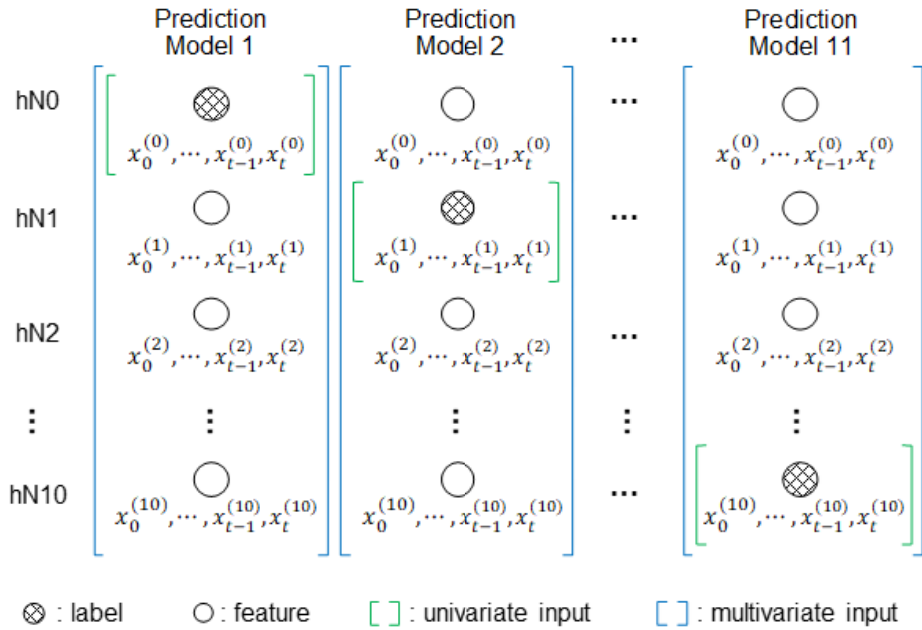 Prediction Model 1 Prediction Model 2 ... Prediction Model 11
hN0 ...
x_0^{(0)},⋯,x_{t-1}^{(0)},x_t^{(0)} x_0^{(0)},⋯,x_{t-1}^{(0)},x_t^{(0)} x_0^{(0)},⋯,x_{t-1}^{(0)},x_t^{(0)}
hN1 ...
x_0^{(1)},⋯,x_{t-1}^{(1)},x_t^{(1)} x_0^{(1)},⋯,x_{t-1}^{(1)},x_t^{(1)} x_0^{(1)},⋯,x_{t-1}^{(1)},x_t^{(1)}
hN2 ...
x_0^{(2)},⋯,x_{t-1}^{(2)},x_t^{(2)} x_0^{(2)},⋯,x_{t-1}^{(2)},x_t^{(2)} x_0^{(2)},⋯,x_{t-1}^{(2)},x_t^{(2)}
⋮ ⋮ ⋮ ⋮ ⋮
hN10 ...
x_0^{(10)},⋯,x_{t-1}^{(10)},x_t^{(10)} x_0^{(10)},⋯,x_{t-1}^{(10)},x_t^{(10)} x_0^{(10)},⋯,x_{t-1}^{(10)},x_t^{(10)}
: label : feature [ ] : univariate input [ ] : multivariate input